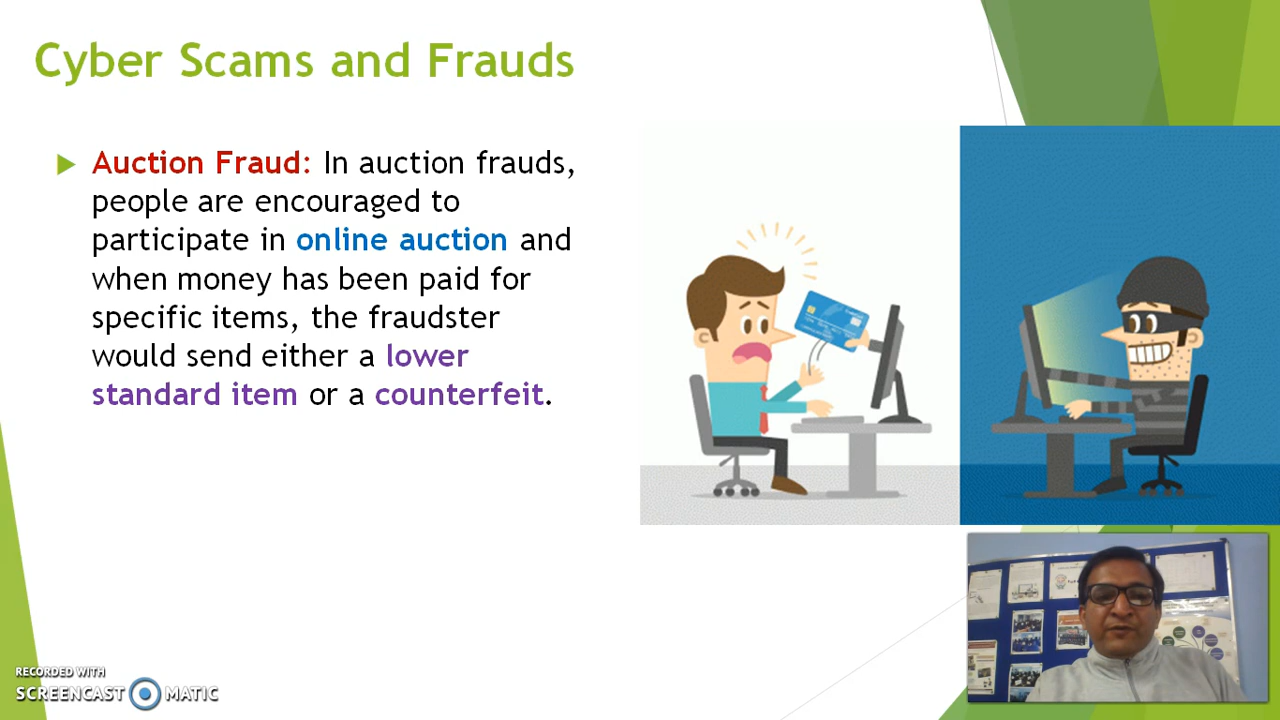 Cyber Scams and Frauds
Auction Fraud: In auction frauds,
people are encouraged to
participate in online auction and
when money has been paid for
specific items, the fraudster
would send either a lower
standard item or a counterfeit.
RECORDED WITH
SCREENCAST MATIC